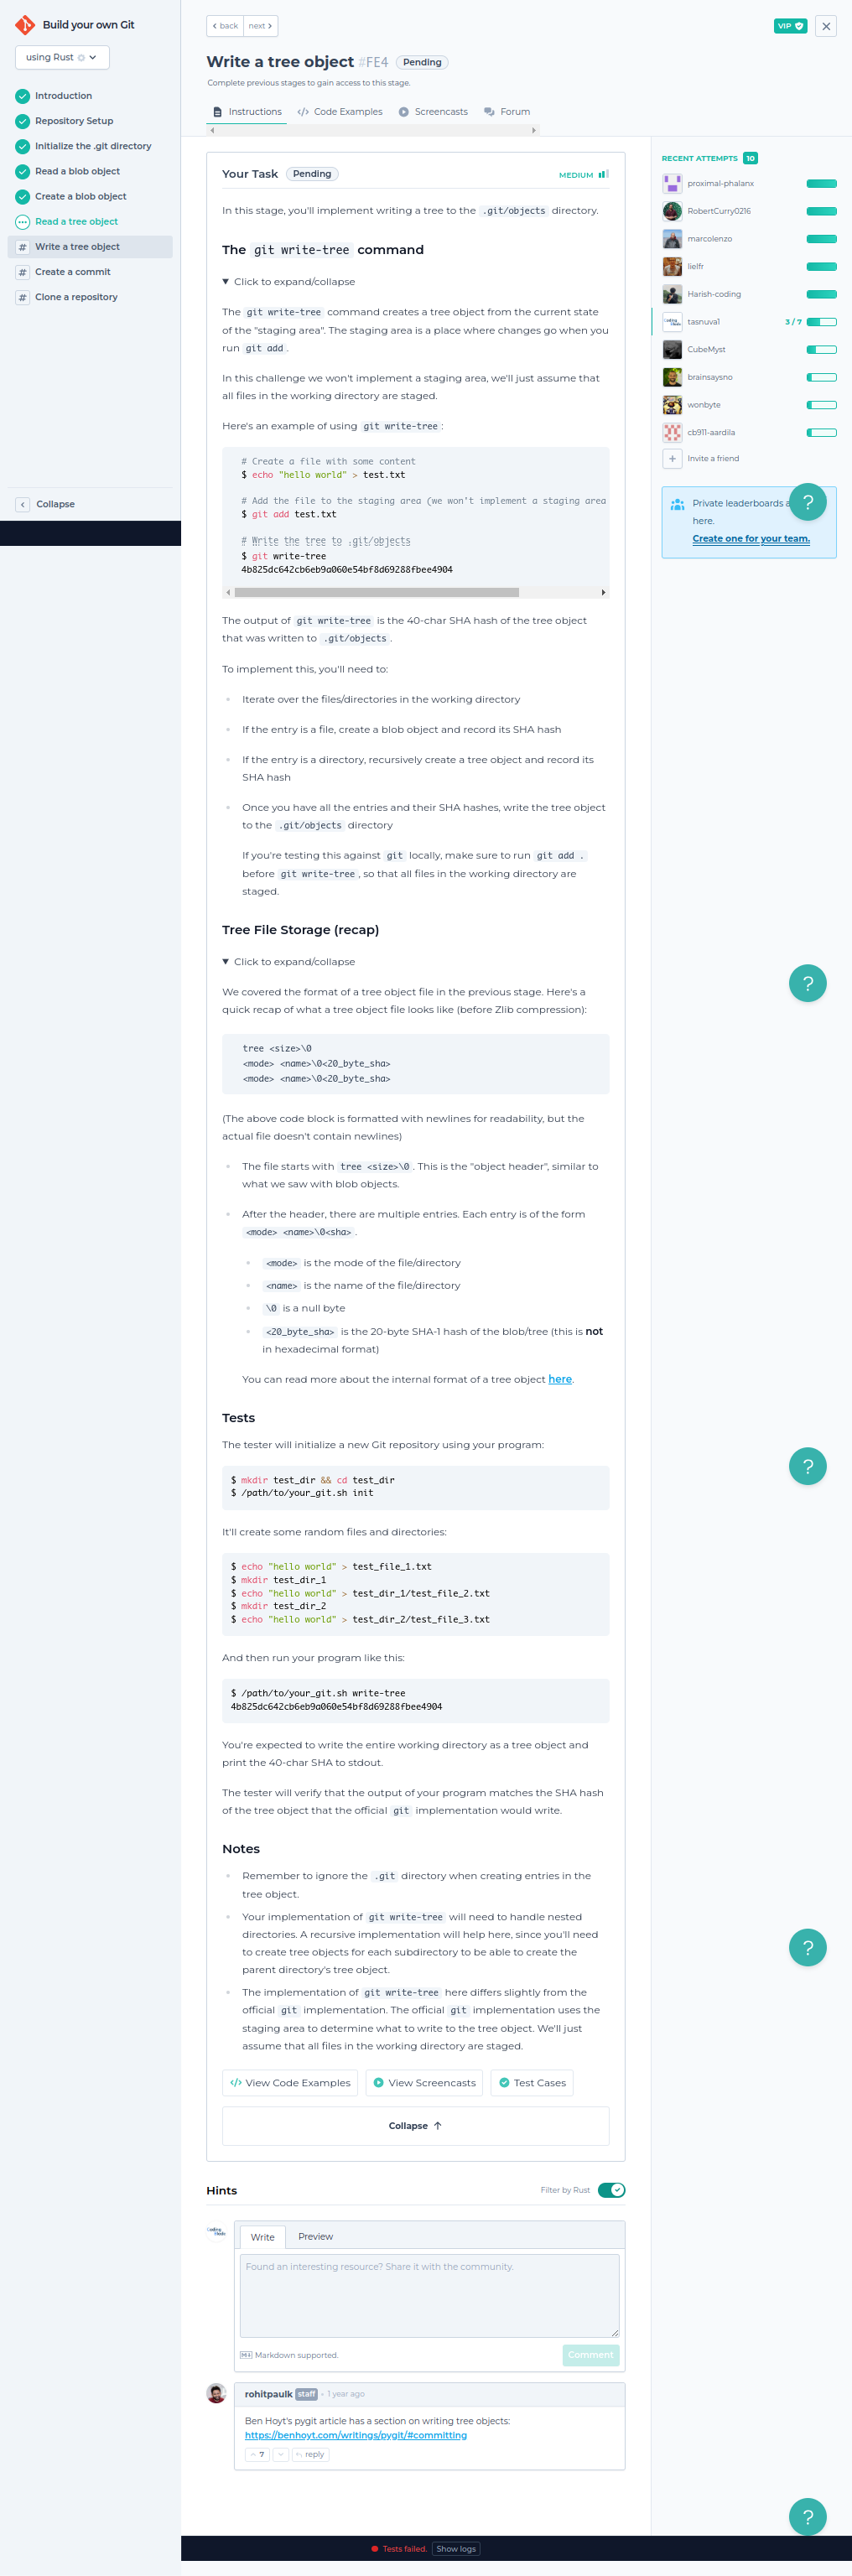 Build your own Git
using Rust
Introduction
Repository Setup
Initialize the .git directory
Read a blob object
Create a blob object
Read a tree object
Write a tree object
Create a commit
Clone a repository
Collapse
back next
VIP
Write a tree object #FE4 Pending
Complete previous stages to gain access to this stage.
Instructions Code Examples Screencasts Forum
Your Task Pending MEDIUM
In this stage, you'll implement writing a tree to the .git/objects directory.
The git write-tree command
▼ Click to expand/collapse
The git write-tree command creates a tree object from the current state
of the "staging area". The staging area is a place where changes go when you
run git add.
In this challenge we won't implement a staging area, we'll just assume that
all files in the working directory are staged.
Here's an example of using git write-tree:
# Create a file with some content
$ echo "hello world" > test.txt
# Add the file to the staging area (we won't implement a staging area
$ git add test.txt
# Write the tree to .git/objects
$ git write-tree
4b825dc642cb6eb9a060e54bf8d69288fbee4904
The output of git write-tree is the 40-char SHA hash of the tree object
that was written to .git/objects.
To implement this, you'll need to:
Iterate over the files/directories in the working directory
If the entry is a file, create a blob object and record its SHA hash
If the entry is a directory, recursively create a tree object and record its
SHA hash
Once you have all the entries and their SHA hashes, write the tree object
to the .git/objects directory
If you're testing this against git locally, make sure to run git add .
before git write-tree, so that all files in the working directory are
staged.
Tree File Storage (recap)
▼ Click to expand/collapse
We covered the format of a tree object file in the previous stage. Here's a
quick recap of what a tree object file looks like (before Zlib compression):
tree <size>\0
<mode> <name>\0<20_byte_sha>
<mode> <name>\0<20_byte_sha>
(The above code block is formatted with newlines for readability, but the
actual file doesn't contain newlines)
The file starts with tree <size>\0. This is the "object header", similar to
what we saw with blob objects.
After the header, there are multiple entries. Each entry is of the form
<mode> <name>\0<sha>.
<mode> is the mode of the file/directory
<name> is the name of the file/directory
\0 is a null byte
<20_byte_sha> is the 20-byte SHA-1 hash of the blob/tree (this is not
in hexadecimal format)
You can read more about the internal format of a tree object here.
Tests
The tester will initialize a new Git repository using your program:
$ mkdir test_dir && cd test_dir
$ /path/to/your_git.sh init
It'll create some random files and directories:
$ echo "hello world" > test_file_1.txt
$ mkdir test_dir_1
$ echo "hello world" > test_dir_1/test_file_2.txt
$ mkdir test_dir_2
$ echo "hello world" > test_dir_2/test_file_3.txt
And then run your program like this:
$ /path/to/your_git.sh write-tree
4b825dc642cb6eb9a060e54bf8d69288fbee4904
You're expected to write the entire working directory as a tree object and
print the 40-char SHA to stdout.
The tester will verify that the output of your program matches the SHA hash
of the tree object that the official git implementation would write.
Notes
Remember to ignore the .git directory when creating entries in the
tree object.
Your implementation of git write-tree will need to handle nested
directories. A recursive implementation will help here, since you'll need
to create tree objects for each subdirectory to be able to create the
parent directory's tree object.
The implementation of git write-tree here differs slightly from the
official git implementation. The official git implementation uses the
staging area to determine what to write to the tree object. We'll just
assume that all files in the working directory are staged.
View Code Examples View Screencasts Test Cases
Collapse ↑
Hints Filter by Rust
Write Preview
Found an interesting resource? Share it with the community.
Markdown supported. Comment
rohitpaulk staff • 1 year ago
Ben Hoyt's pygit article has a section on writing tree objects:
https://benhoyt.com/writings/pygit/#committing
7 reply
RECENT ATTEMPTS 10
proximal-phalanx
RobertCurry0216
marcolenzo
lielfr
Harish-coding
tasnuva1 3 / 7
CubeMyst
brainsaysno
wonbyte
cb911-aardila
+ Invite a friend
Private leaderboards a
here.
Create one for your team.
?
?
?
?
?
Tests failed. Show logs